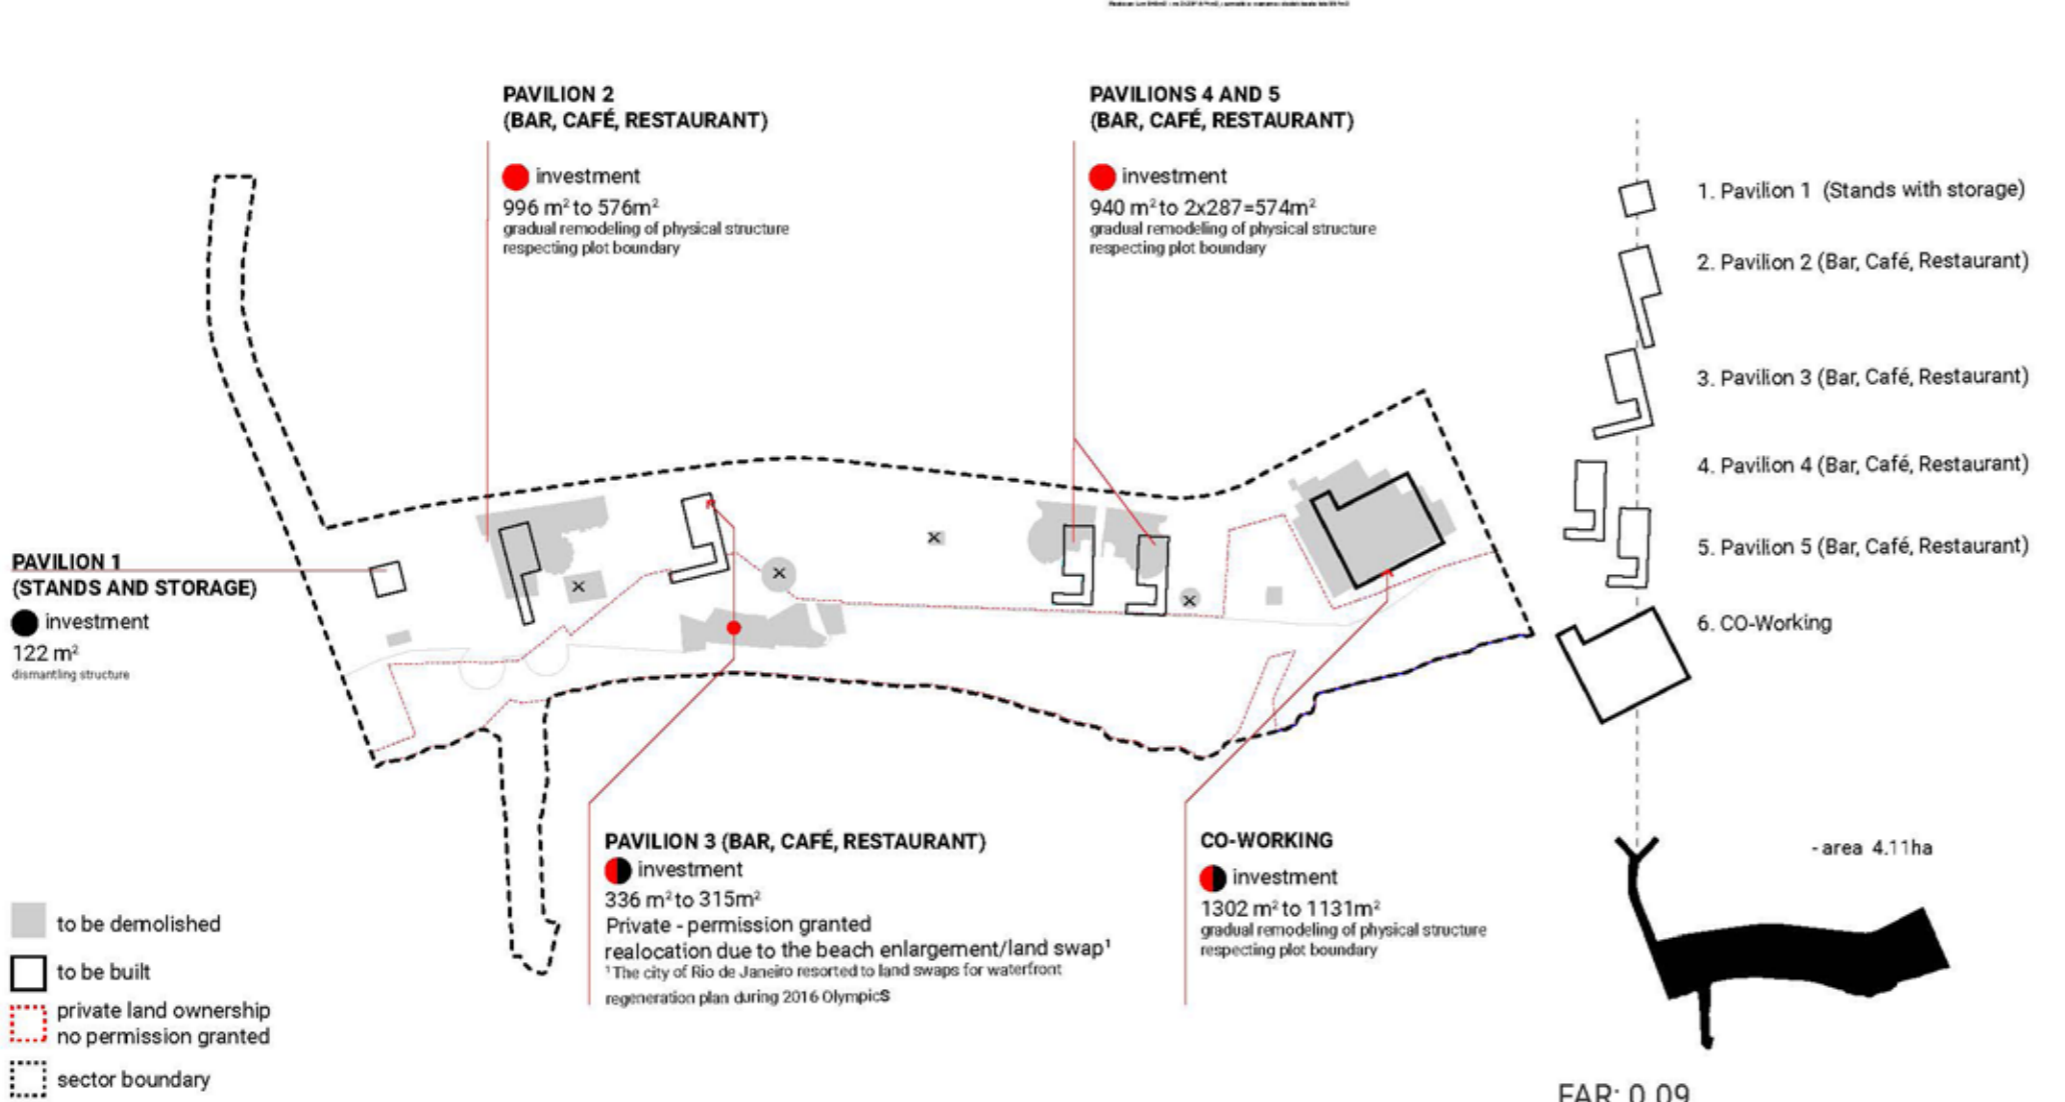 PAVILION 2
(BAR, CAFÉ, RESTAURANT)
investment
996 m² to 576m²
gradual remodeling of physical structure
respecting plot boundary
PAVILIONS 4 AND 5
(BAR, CAFÉ, RESTAURANT)
investment
940 m² to 2x287=574m²
gradual remodeling of physical structure
respecting plot boundary
1. Pavilion 1 (Stands with storage)
2. Pavilion 2 (Bar, Café, Restaurant)
3. Pavilion 3 (Bar, Café, Restaurant)
4. Pavilion 4 (Bar, Café, Restaurant)
5. Pavilion 5 (Bar, Café, Restaurant)
6. CO-Working
PAVILION 1
(STANDS AND STORAGE)
investment
122 m²
dismantling structure
PAVILION 3 (BAR, CAFÉ, RESTAURANT)
investment
336 m² to 315m²
Private - permission granted
realocation due to the beach enlargement/land swap¹
¹The city of Rio de Janeiro resorted to land swaps for waterfront
regeneration plan during 2016 OlympicS
CO-WORKING
investment
1302 m² to 1131m²
gradual remodeling of physical structure
respecting plot boundary
- area 4.11ha
to be demolished
to be built
private land ownership
no permission granted
sector boundary
FAR: 0.09